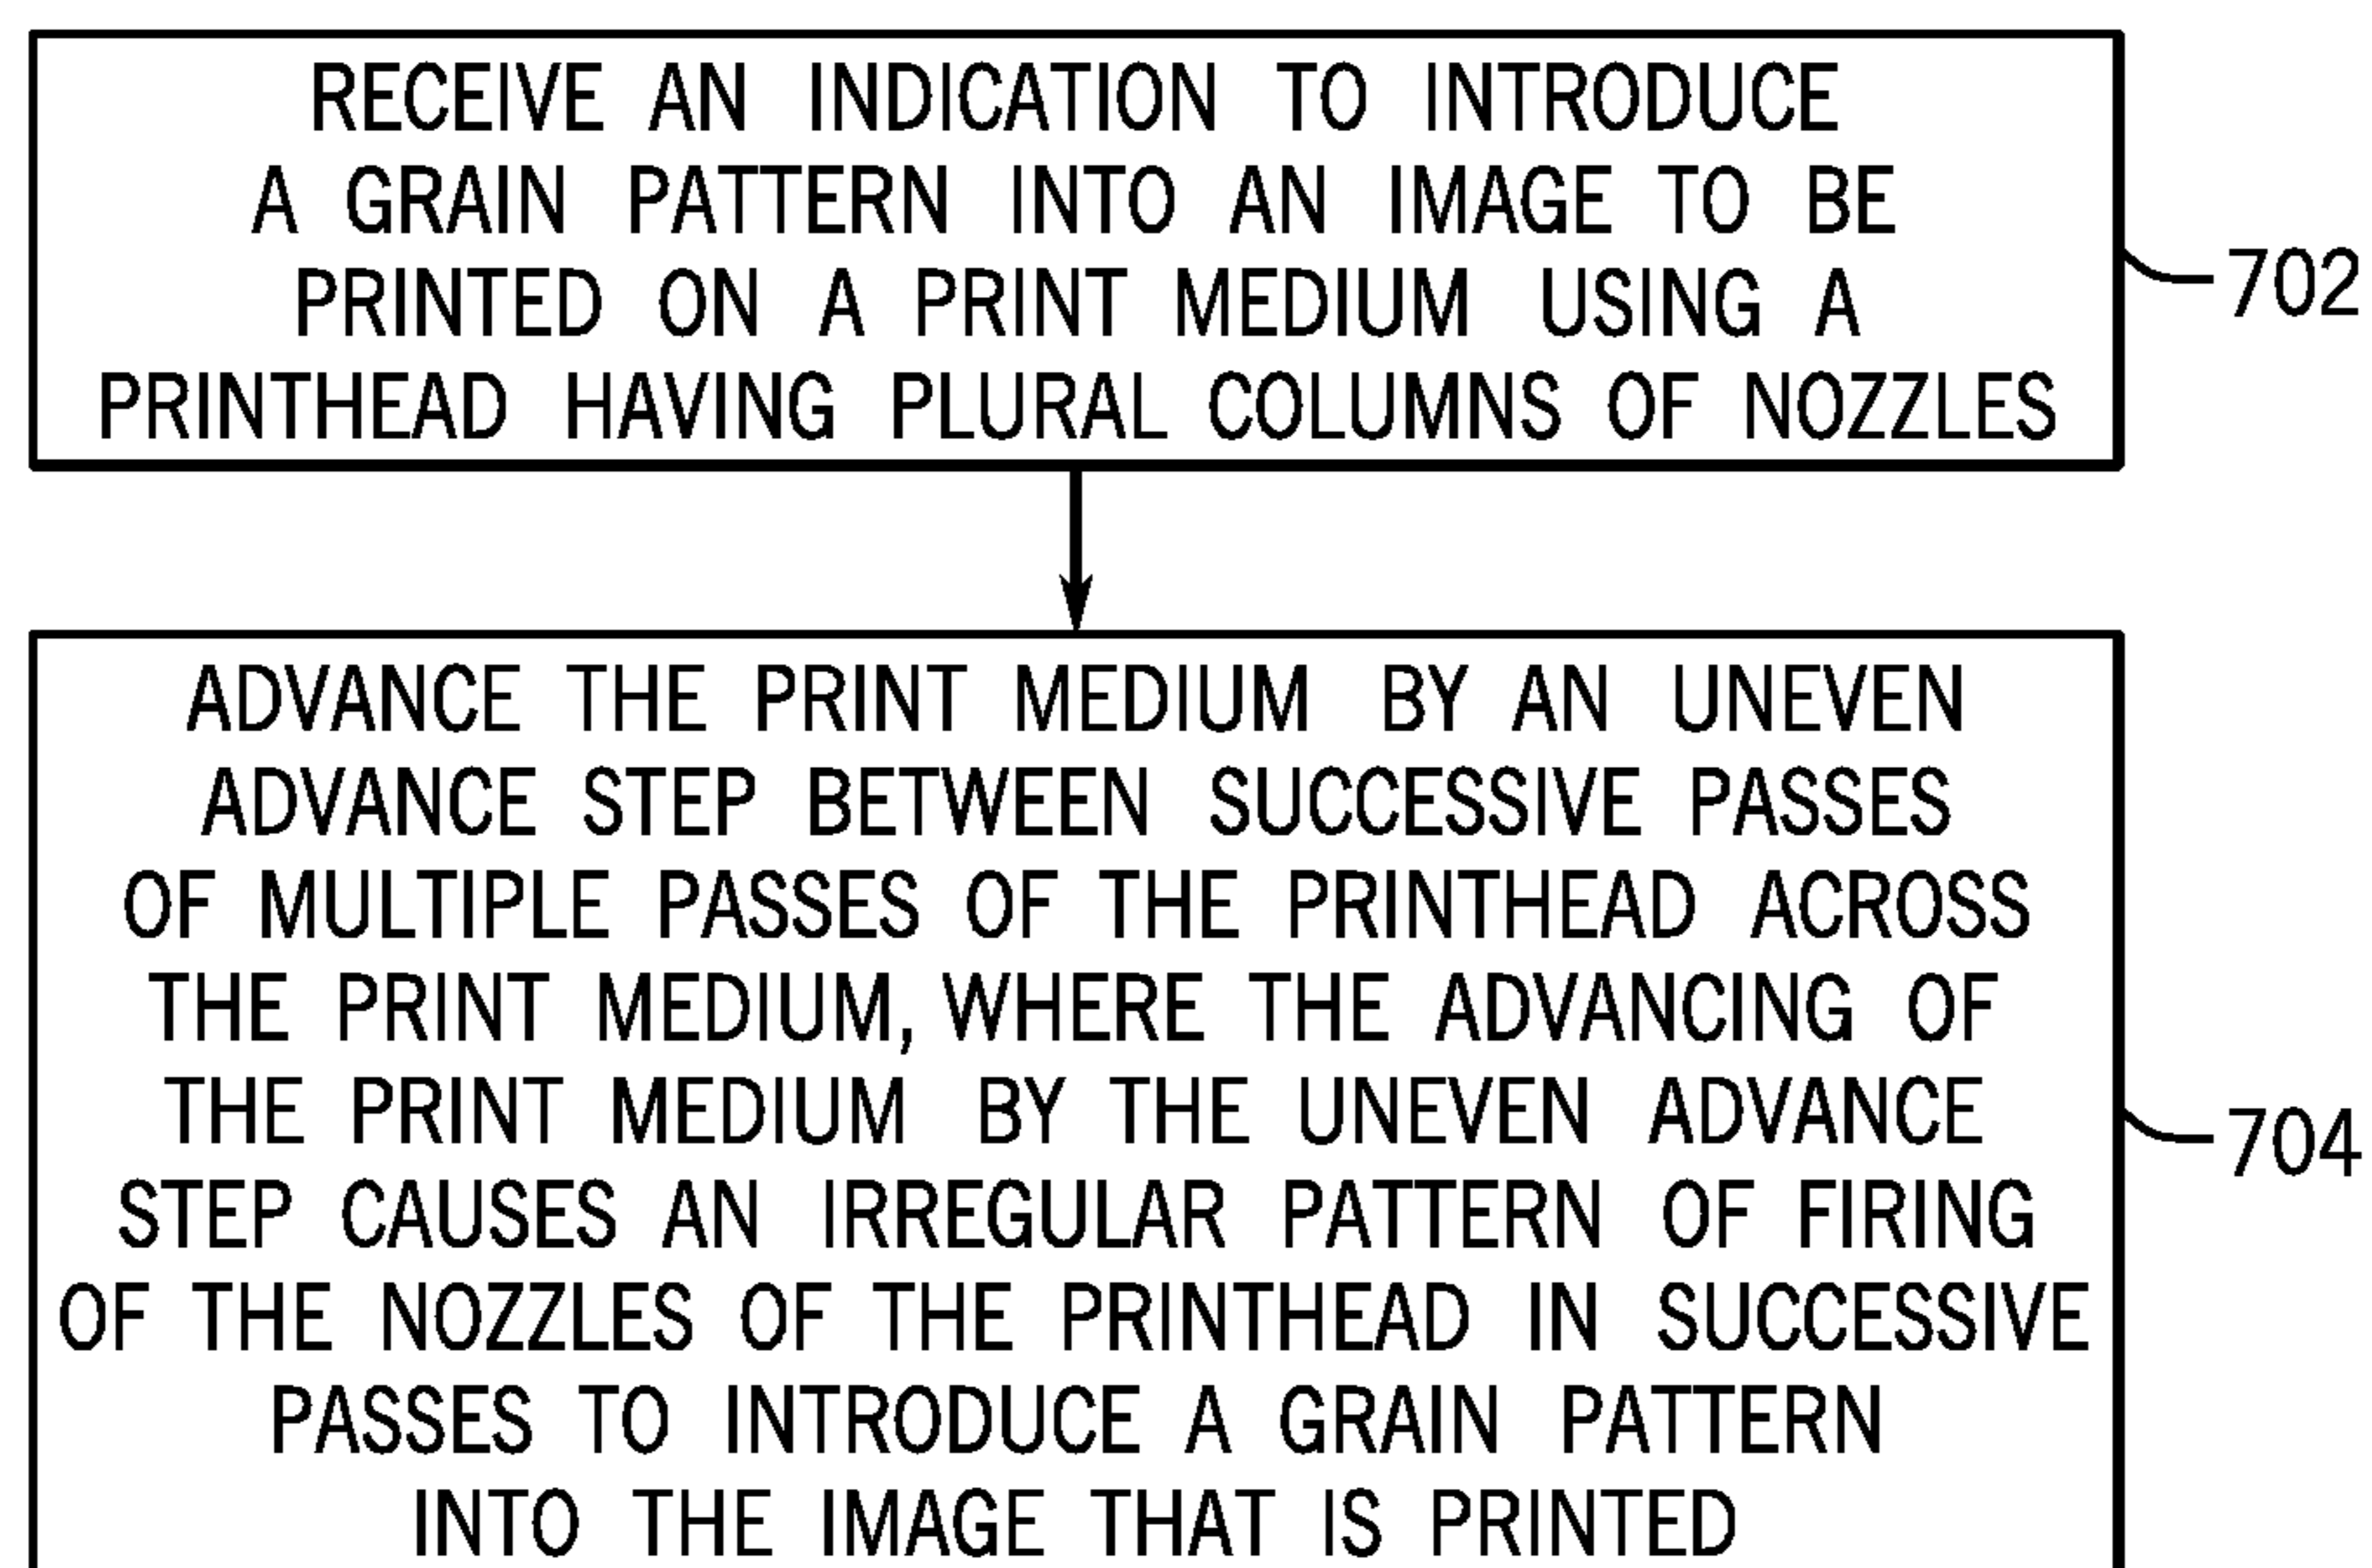 RECEIVE AN INDICATION TO INTRODUCE
A GRAIN PATTERN INTO AN IMAGE TO BE
PRINTED ON A PRINT MEDIUM USING A
PRINTHEAD HAVING PLURAL COLUMNS OF NOZZLES
702
ADVANCE THE PRINT MEDIUM BY AN UNEVEN
ADVANCE STEP BETWEEN SUCCESSIVE PASSES
OF MULTIPLE PASSES OF THE PRINTHEAD ACROSS
THE PRINT MEDIUM, WHERE THE ADVANCING OF
THE PRINT MEDIUM BY THE UNEVEN ADVANCE
STEP CAUSES AN IRREGULAR PATTERN OF FIRING
OF THE NOZZLES OF THE PRINTHEAD IN SUCCESSIVE
PASSES TO INTRODUCE A GRAIN PATTERN
INTO THE IMAGE THAT IS PRINTED
704